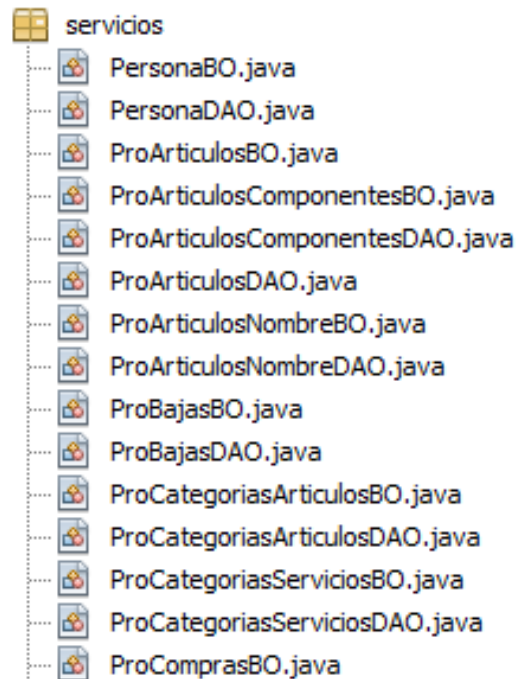 servicios
PersonaBO.java
PersonaDAO.java
ProArticulosBO.java
ProArticulosComponentesBO.java
ProArticulosComponentesDAO.java
ProArticulosDAO.java
ProArticulosNombreBO.java
ProArticulosNombreDAO.java
ProBajasBO.java
ProBajasDAO.java
ProCategoriasArticulosBO.java
ProCategoriasArticulosDAO.java
ProCategoriasServiciosBO.java
ProCategoriasServiciosDAO.java
ProComprasBO.java